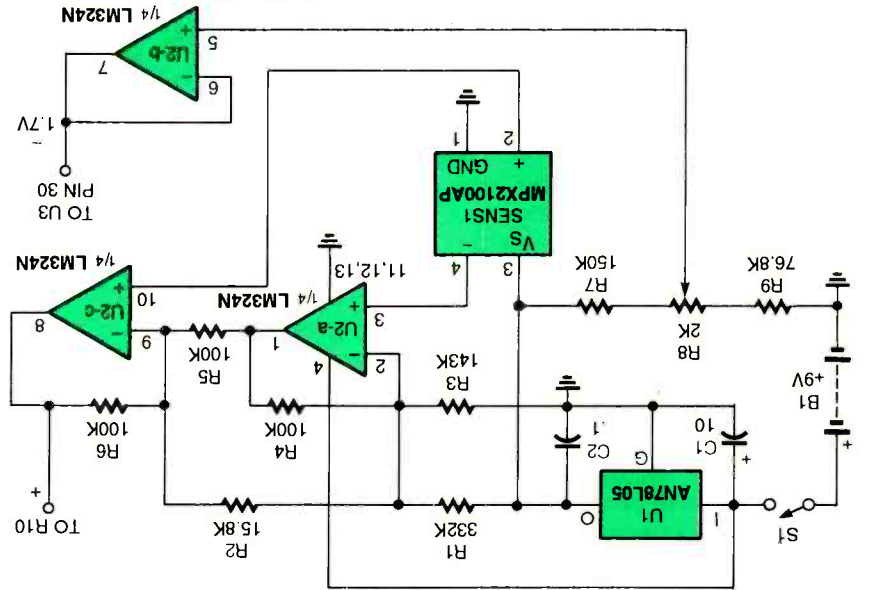 S1
+
I
U1
AN78L05
O
G
R1
332K
R2
15.8K
TO R10
+
B1
+9V
+
C1
10
C2
.1
R3
143K
R4
100K
R6
100K
R5
100K
R9
76.8K
R8
2K
R7
150K
3
4
VS
−
SENS1
MPX2100AP
+
GND
2
1
2
−
3
+
U2-a
4
1
11,12,13
1/4 LM324N
9
−
10
+
U2-c
8
1/4 LM324N
TO U3
PIN 30
−
1.7V
6
−
5
+
U2-b
7
1/4 LM324N